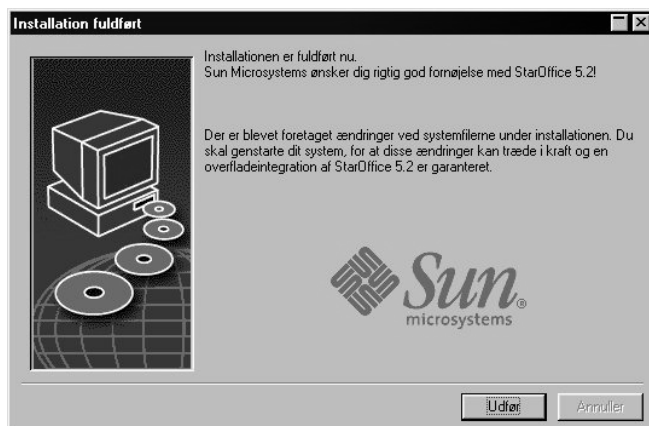 Installation fuldført
Installationen er fuldført nu.
Sun Microsystems ønsker dig rigtig god fornøjelse med StarOffice 5.2!
Der er blevet foretaget ændringer ved systemfilerne under installationen. Du
skal genstarte dit system, for at disse ændringer kan træde i kraft og en
overfladeintegration af StarOffice 5.2 er garanteret.
Sun®
microsystems
Udfør
Annuller